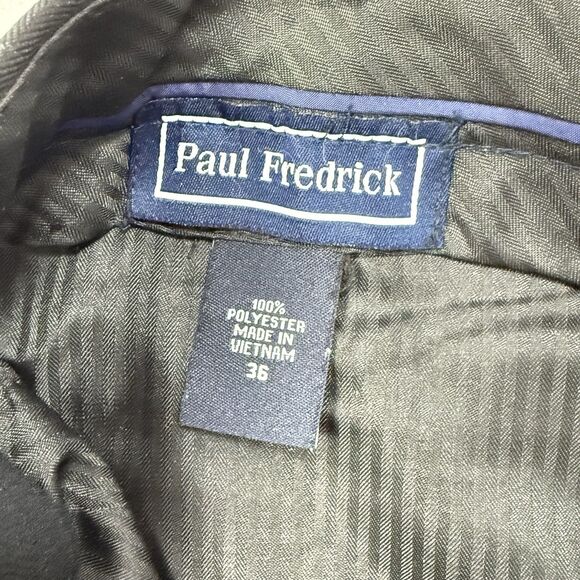 Paul Fredrick
100%
POLYESTER
MADE IN
VIETNAM
36